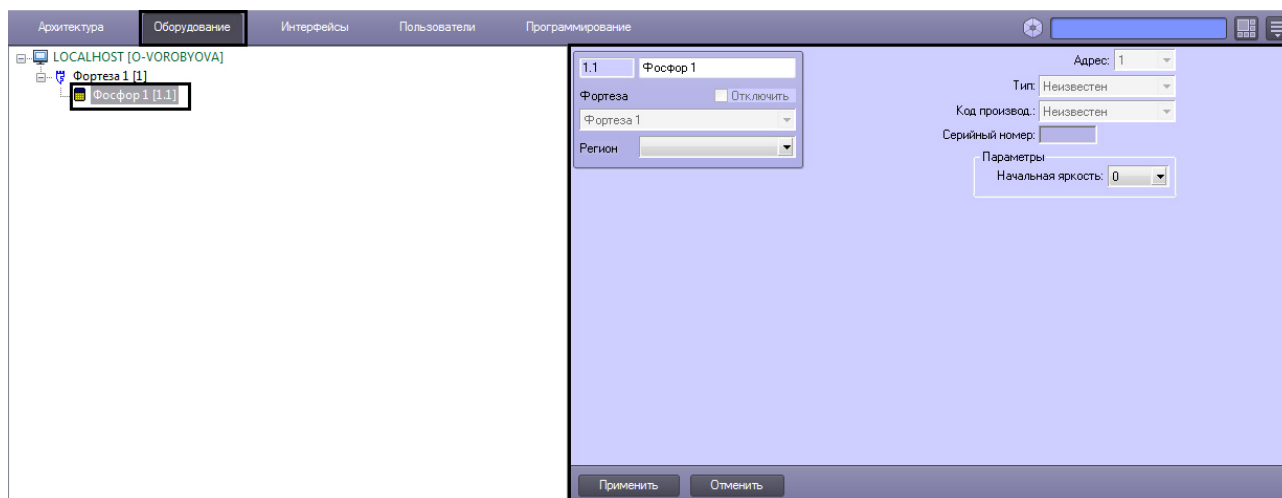 Архитектура Оборудование Интерфейсы Пользователи Программирование
LOCALHOST [O-VOROBYOVA]
Фортеза 1 [1]
Фосфор 1 [1.1]
1.1 Фосфор 1
Фортеза Отключить
Фортеза 1
Регион
Адрес: 1
Тип: Неизвестен
Код производ.: Неизвестен
Серийный номер:
Параметры
Начальная яркость: 0
Применить Отменить